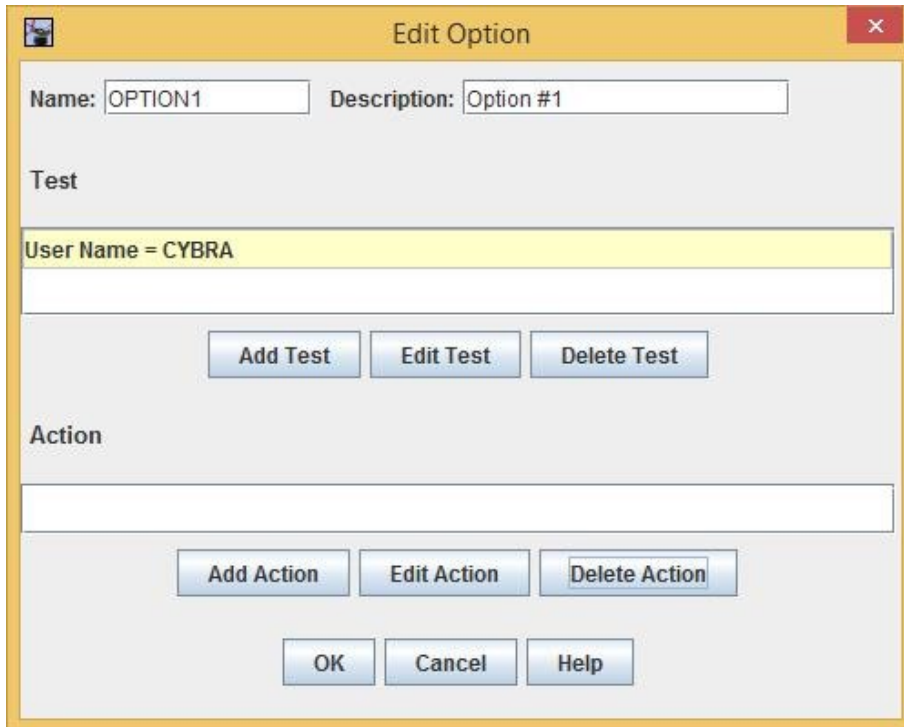 Edit Option
Name: OPTION1 Description: Option #1
Test
User Name = CYBRA
Add Test Edit Test Delete Test
Action
Add Action Edit Action Delete Action
OK Cancel Help